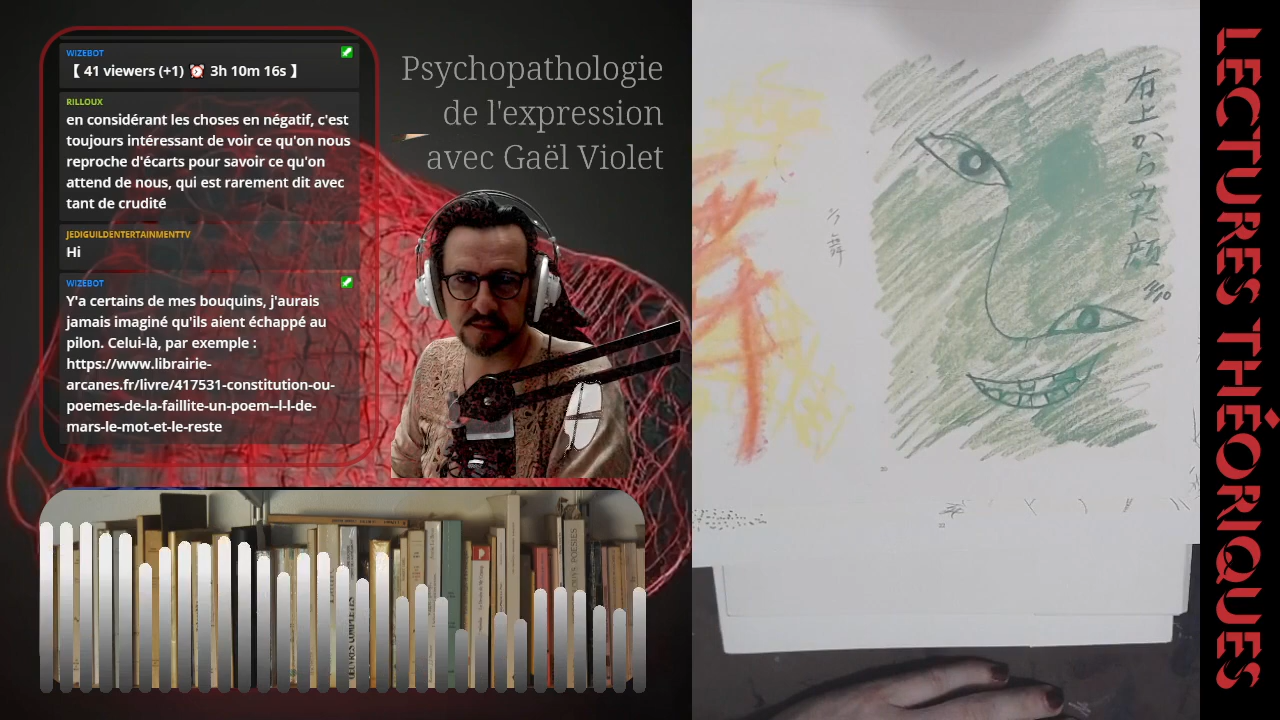 WIZEBOT
【 41 viewers (+1) ⏰ 3h 10m 16s 】
RILLOUX
en considérant les choses en négatif, c'est
toujours intéressant de voir ce qu'on nous
reproche d'écarts pour savoir ce qu'on
attend de nous, qui est rarement dit avec
tant de crudité
JEDIGUILDENTERTAINMENTTV
Hi
WIZEBOT
Y'a certains de mes bouquins, j'aurais
jamais imaginé qu'ils aient échappé au
pilon. Celui-là, par exemple :
https://www.librairie-
arcanes.fr/livre/417531-constitution-ou-
poemes-de-la-faillite-un-poem--l-l-de-
mars-le-mot-et-le-reste
Psychopathologie
de l'expression
avec Gaël Violet
右上からみた顔
LECTURES THÉORIQUES